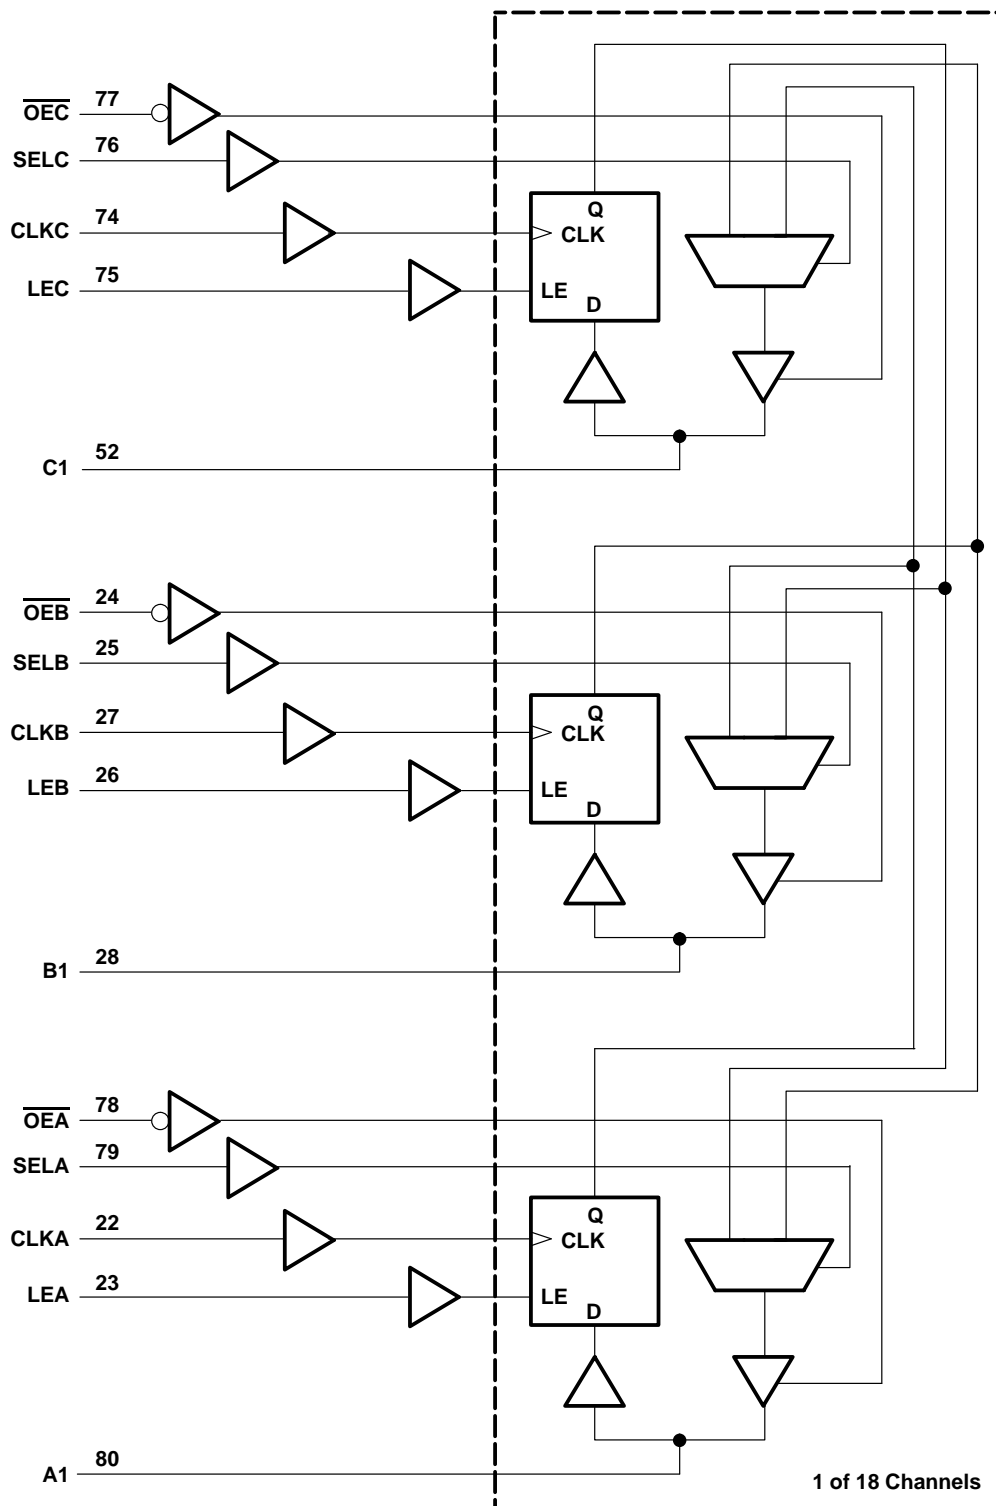 OEC 77
SELC 76
CLKC 74
LEC 75
Q
CLK
LE
D
C1 52
OEB 24
SELB 25
CLKB 27
LEB 26
Q
CLK
LE
D
B1 28
OEA 78
SELA 79
CLKA 22
LEA 23
Q
CLK
LE
D
A1 80
1 of 18 Channels